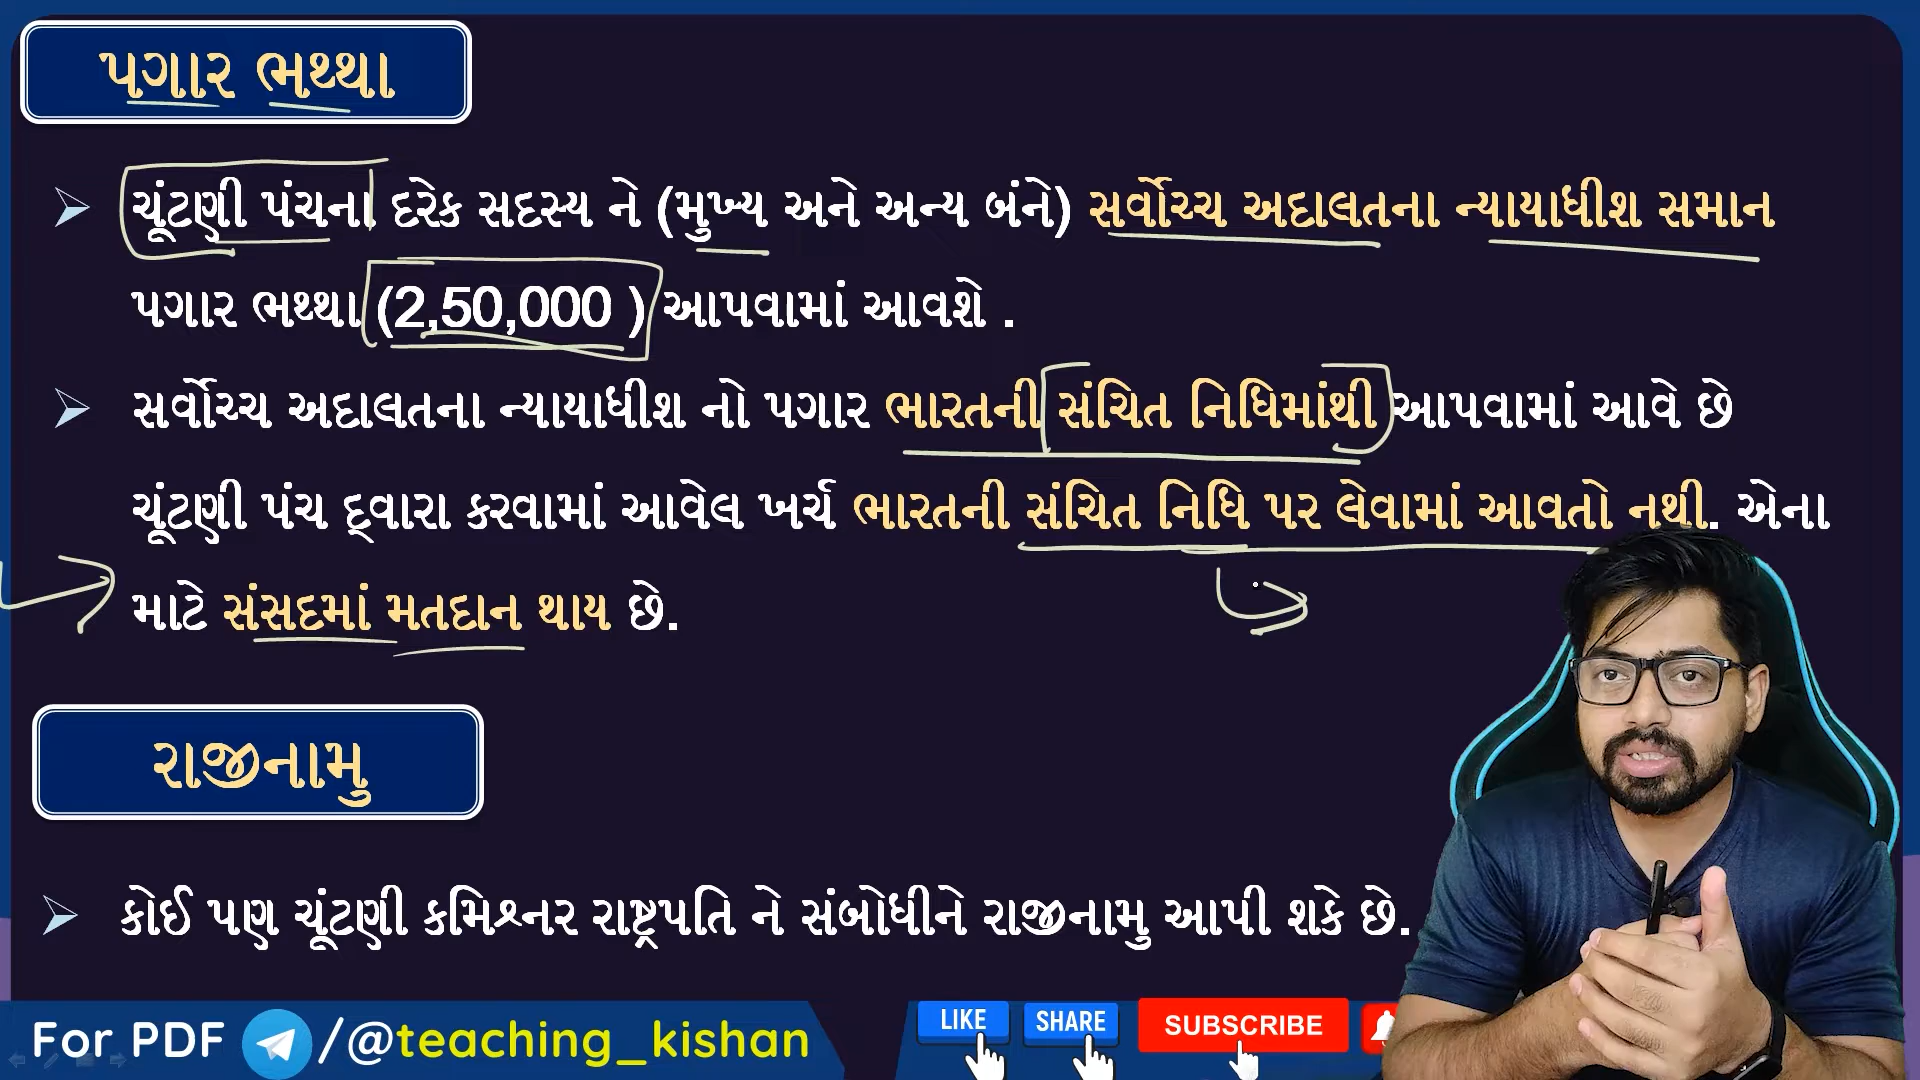 પગાર ભથ્થા
ચૂંટણી પંચના દરેક સદસ્ય ને (મુખ્ય અને અન્ય બંને) સર્વોચ્ચ અદાલતના ન્યાયાધીશ સમાન
પગાર ભથ્થા (2,50,000 ) આપવામાં આવશે .
સર્વોચ્ચ અદાલતના ન્યાયાધીશ નો પગાર ભારતની સંચિત નિધિમાંથી આપવામાં આવે છે
ચૂંટણી પંચ દ્વારા કરવામાં આવેલ ખર્ચ ભારતની સંચિત નિધિ પર લેવામાં આવતો નથી. એના
માટે સંસદમાં મતદાન થાય છે.
રાજીનામુ
કોઈ પણ ચૂંટણી કમિશ્નર રાષ્ટ્રપતિ ને સંબોધીને રાજીનામુ આપી શકે છે.
For PDF /@teaching_kishan
LIKE SHARE SUBSCRIBE